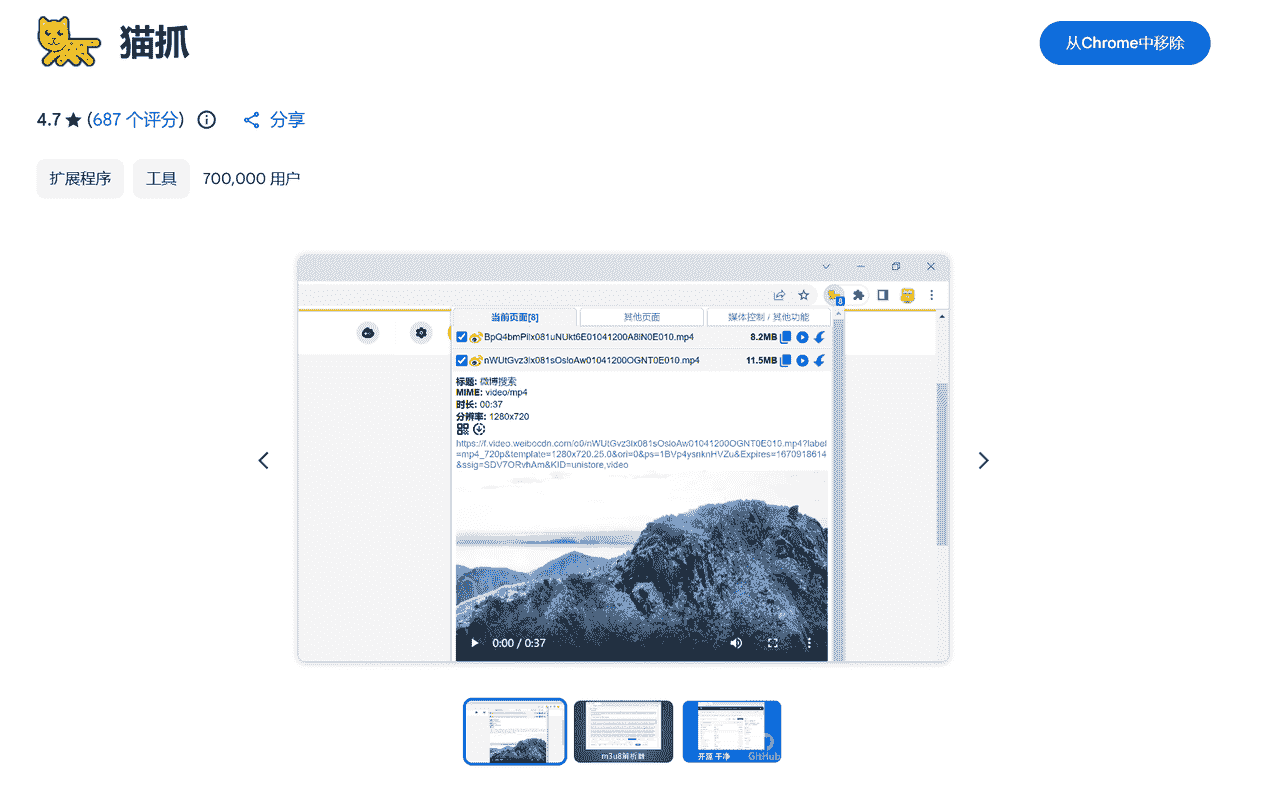 猫抓
从Chrome中移除
4.7 ★ (687 个评分)
分享
扩展程序
工具
700,000 用户
8
当前页面[8]
其他页面
媒体控制 / 其他功能
8.2MB
11.5MB
标题: 微博搜索
MIME: video/mp4
时长: 00:37
分辨率: 1280x720
0:00 / 0:37
m3u8解析器
开源 干净
GitHub